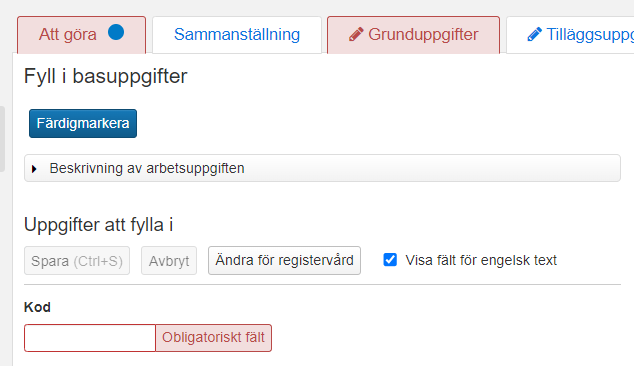 Att göra
Sammanställning
Grunduppgifter
Tilläggsuppg
Fyll i basuppgifter
Färdigmarkera
Beskrivning av arbetsuppgiften
Uppgifter att fylla i
Spara (Ctrl+S)
Avbryt
Ändra för registervård
Visa fält för engelsk text
Kod
Obligatoriskt fält